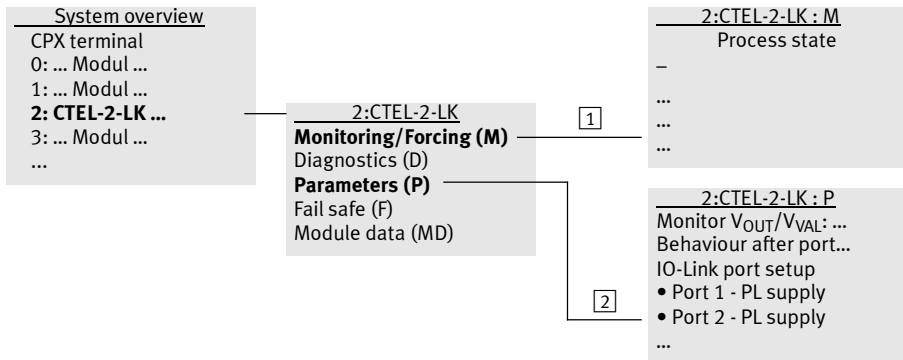 System overview
CPX terminal
0: ... Modul ...
1: ... Modul ...
2: CTEL-2-LK ...
3: ... Modul ...
...
2:CTEL-2-LK
Monitoring/Forcing (M)
Diagnostics (D)
Parameters (P)
Fail safe (F)
Module data (MD)
1
2:CTEL-2-LK : M
Process state
–
...
...
...
2
2:CTEL-2-LK : P
Monitor VOUT/VVAL: ...
Behaviour after port...
IO-Link port setup
• Port 1 - PL supply
• Port 2 - PL supply
...